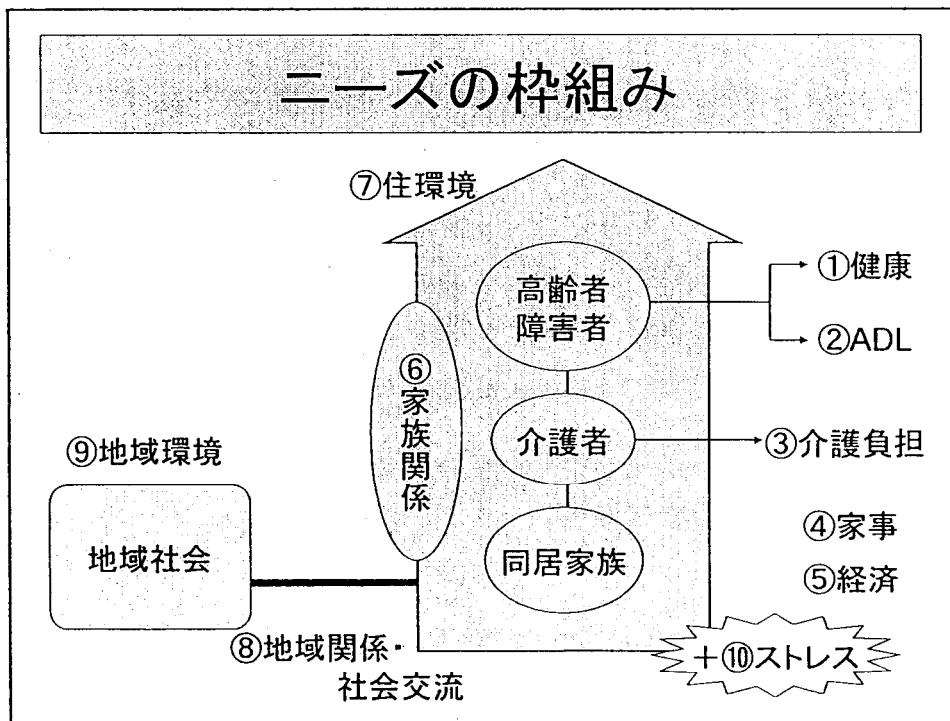 ニーズの枠組み
⑦住環境
高齢者
障害者
①健康
②ADL
⑥家族関係
介護者
③介護負担
⑨地域環境
地域社会
同居家族
④家事
⑤経済
⑧地域関係・
社会交流
+⑩ストレス